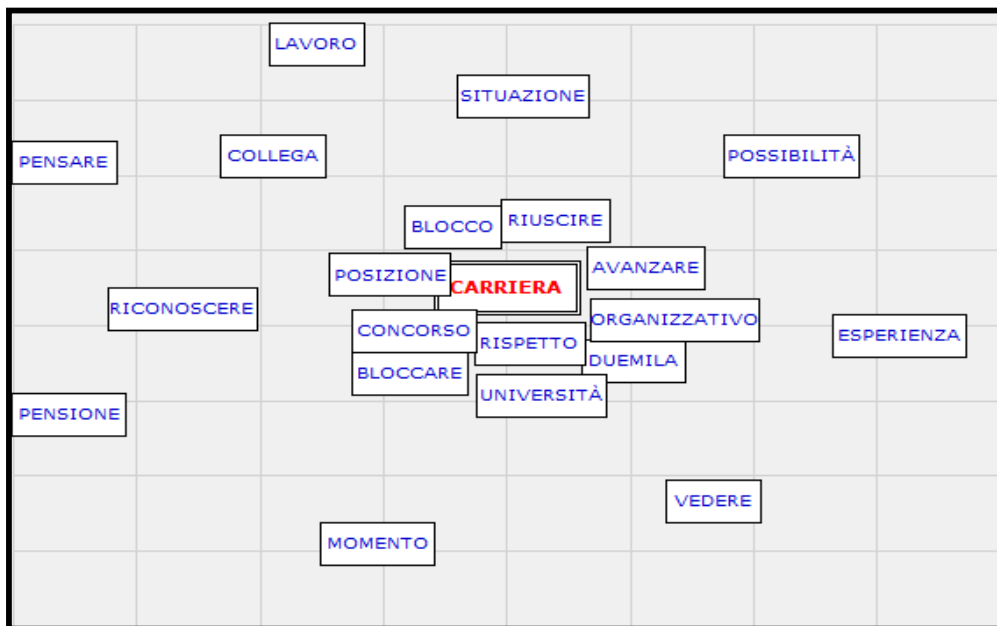 LAVORO
SITUAZIONE
COLLEGA
POSSIBILITÀ
PENSARE
BLOCCO
RIUSCIRE
POSIZIONE
AVANZARE
CARRIERA
RICONOSCERE
ORGANIZZATIVO
CONCORSO
ESPERIENZA
RISPETTO
DUEMILA
BLOCCARE
UNIVERSITÀ
PENSIONE
VEDERE
MOMENTO